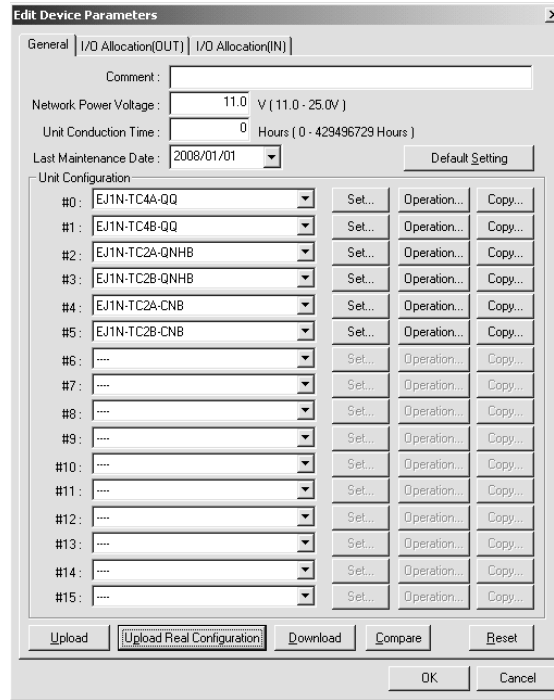 Edit Device Parameters
General I/O Allocation(OUT) I/O Allocation(IN)
Comment :
Network Power Voltage : 11.0 V ( 11.0 - 25.0V )
Unit Conduction Time : 0 Hours ( 0 - 429496729 Hours )
Last Maintenance Date : 2008/01/01 Default Setting
Unit Configuration
#0 : EJ1N-TC4A-QQ Set... Operation... Copy...
#1 : EJ1N-TC4B-QQ Set... Operation... Copy...
#2 : EJ1N-TC2A-QNHB Set... Operation... Copy...
#3 : EJ1N-TC2B-QNHB Set... Operation... Copy...
#4 : EJ1N-TC2A-CNB Set... Operation... Copy...
#5 : EJ1N-TC2B-CNB Set... Operation... Copy...
#6 : ---- Set... Operation... Copy...
#7 : ---- Set... Operation... Copy...
#8 : ---- Set... Operation... Copy...
#9 : ---- Set... Operation... Copy...
#10 : ---- Set... Operation... Copy...
#11 : ---- Set... Operation... Copy...
#12 : ---- Set... Operation... Copy...
#13 : ---- Set... Operation... Copy...
#14 : ---- Set... Operation... Copy...
#15 : ---- Set... Operation... Copy...
Upload Upload Real Configuration Download Compare Reset
OK Cancel